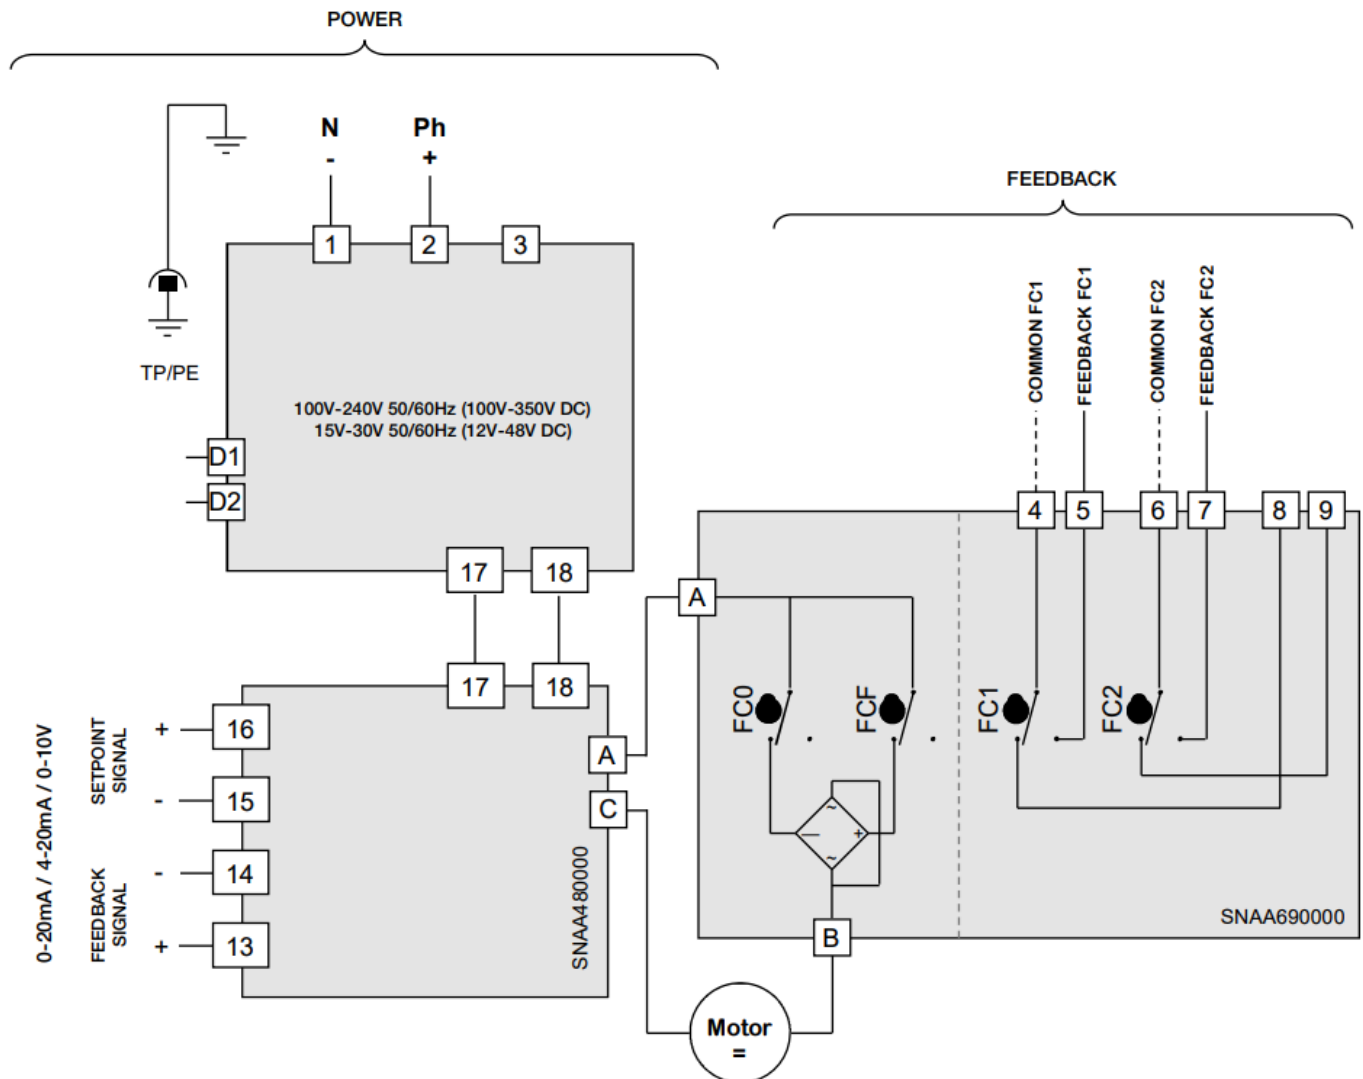 POWER
N
-
Ph
+
1
2
3
FEEDBACK
COMMON FC1
FEEDBACK FC1
COMMON FC2
FEEDBACK FC2
TP/PE
100V-240V 50/60Hz (100V-350V DC)
15V-30V 50/60Hz (12V-48V DC)
D1
D2
4
5
6
7
8
9
17
18
A
17
18
FC0
FCF
FC1
FC2
0-20mA / 4-20mA / 0-10V
SETPOINT
SIGNAL
+
16
-
15
FEEDBACK
SIGNAL
-
14
+
13
A
C
SNAA480000
~
—
+
~
SNAA690000
B
Motor
=